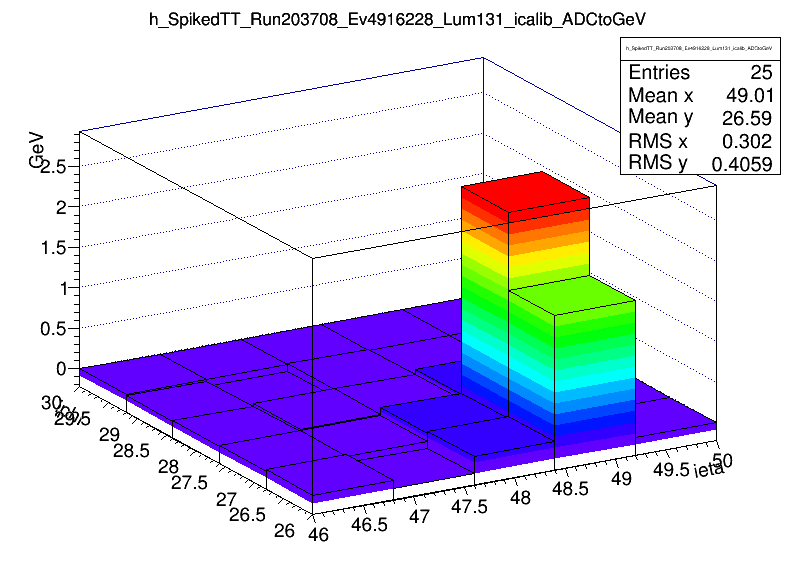 h_SpikedTT_Run203708_Ev4916228_Lum131_icalib_ADCtoGeV
h_SpikedTT_Run203708_Ev4916228_Lum131_icalib_ADCtoGeV
Entries 25
Mean x 49.01
Mean y 26.59
RMS x 0.302
RMS y 0.4059
GeV
2.5
2
1.5
1
0.5
0
30
29.5
29
28.5
28
27.5
27
26.5
26
46
46.5
47
47.5
48
48.5
49
49.5
50
ieta